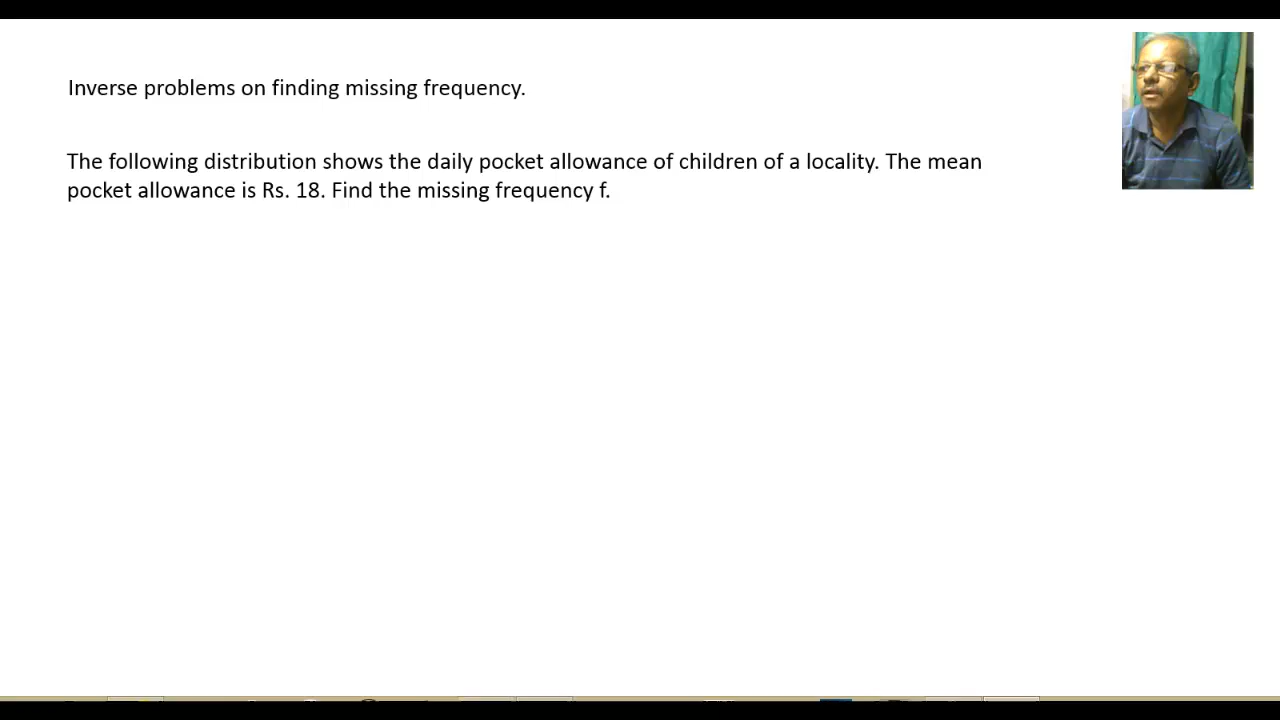 Inverse problems on finding missing frequency.
The following distribution shows the daily pocket allowance of children of a locality. The mean
pocket allowance is Rs. 18. Find the missing frequency f.